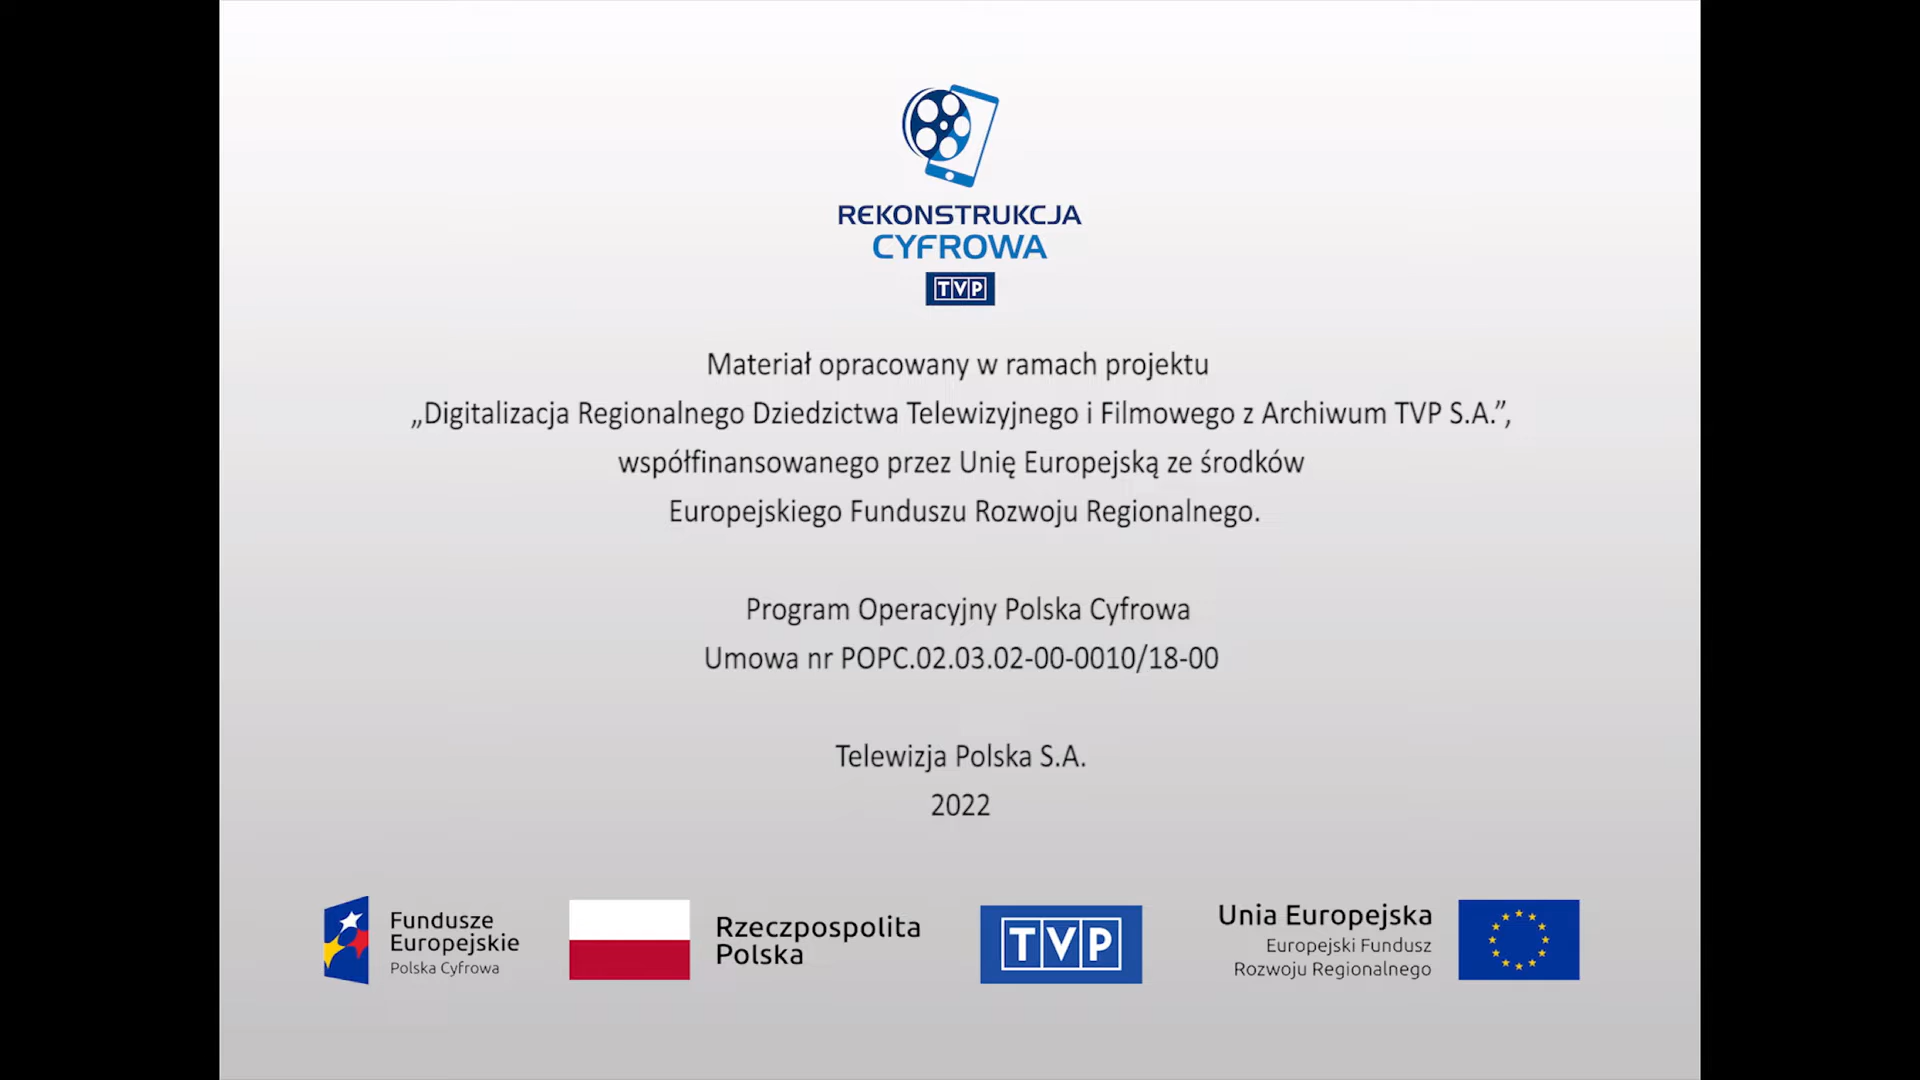 REKONSTRUKCJA
CYFROWA
TVP
Materiał opracowany w ramach projektu
„Digitalizacja Regionalnego Dziedzictwa Telewizyjnego i Filmowego z Archiwum TVP S.A.”,
współfinansowanego przez Unię Europejską ze środków
Europejskiego Funduszu Rozwoju Regionalnego.
Program Operacyjny Polska Cyfrowa
Umowa nr POPC.02.03.02-00-0010/18-00
Telewizja Polska S.A.
2022
Fundusze
Europejskie
Polska Cyfrowa
Rzeczpospolita
Polska
TVP
Unia Europejska
Europejski Fundusz
Rozwoju Regionalnego